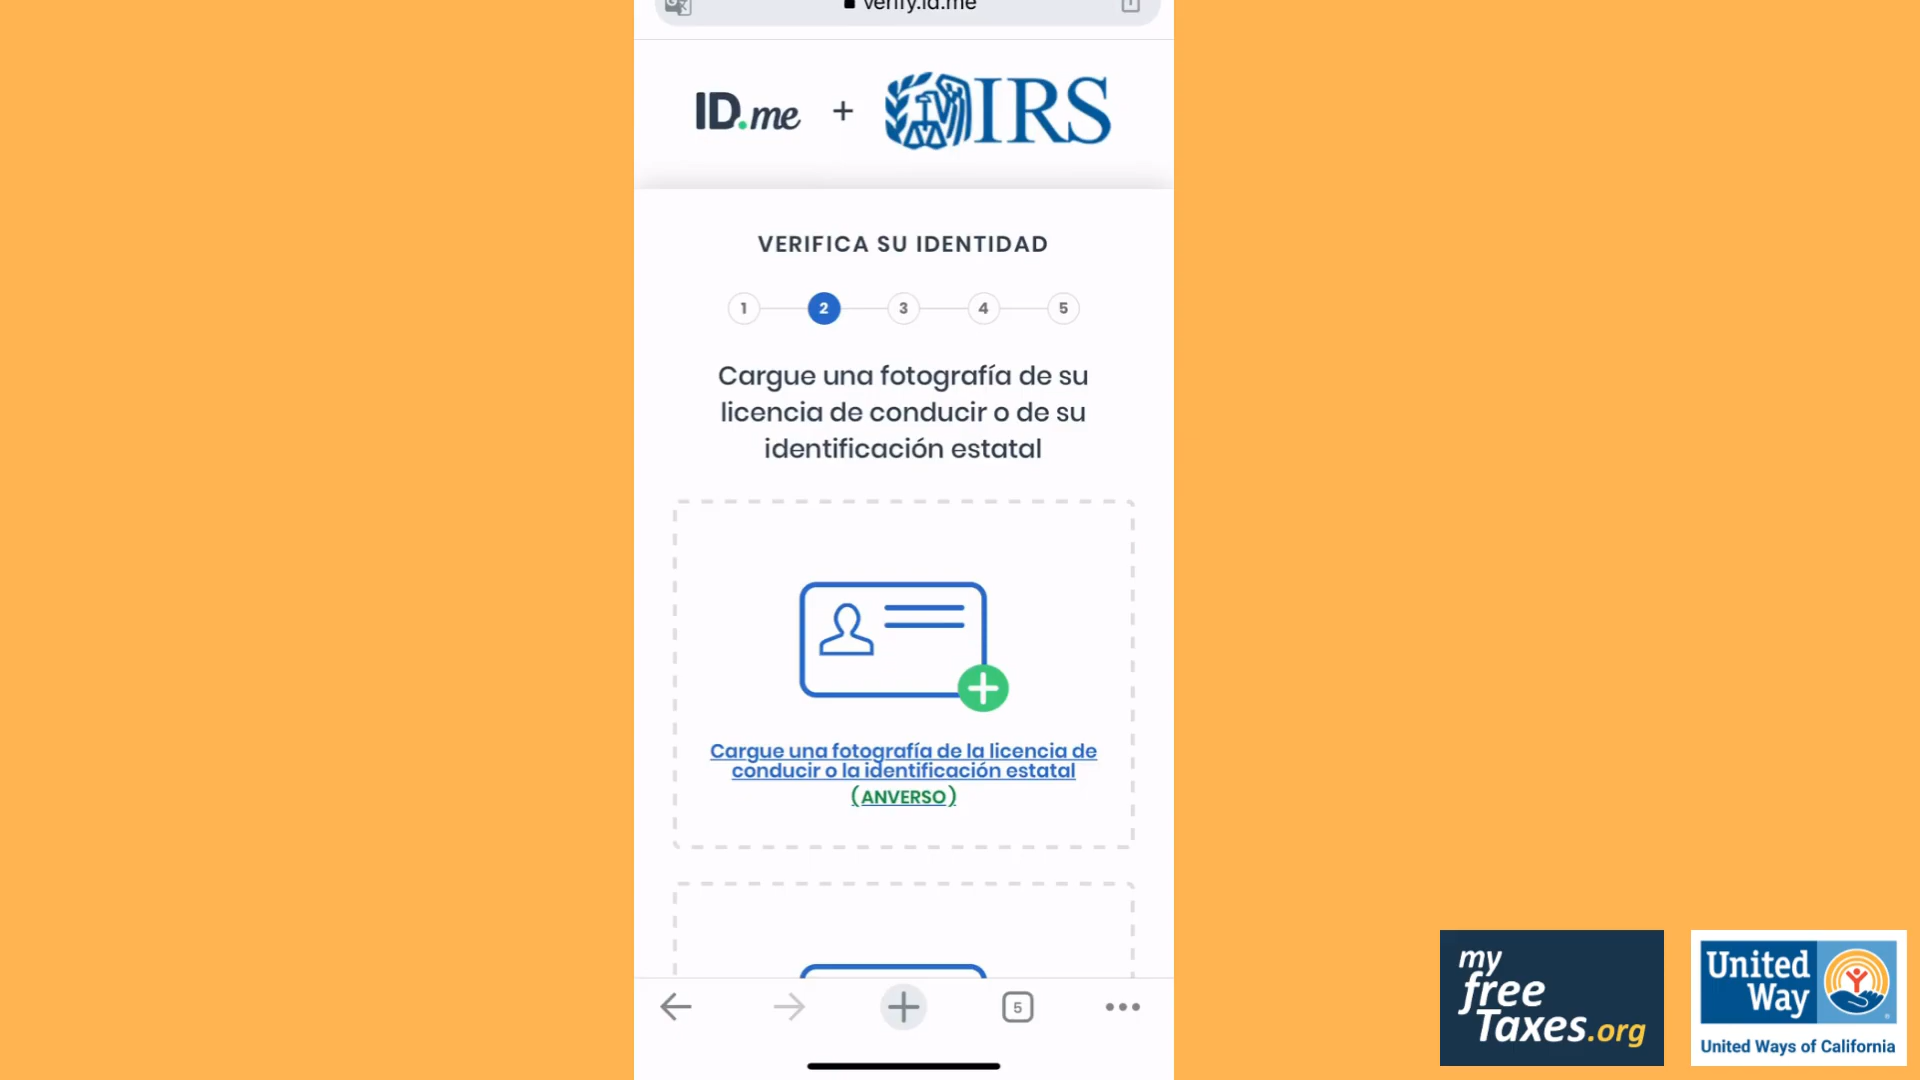 verify.id.me
ID.me + IRS
VERIFICA SU IDENTIDAD
1 2 3 4 5
Cargue una fotografía de su
licencia de conducir o de su
identificación estatal
Cargue una fotografía de la licencia de
conducir o la identificación estatal
(ANVERSO)
5
my
free
Taxes.org
United
Way
United Ways of California